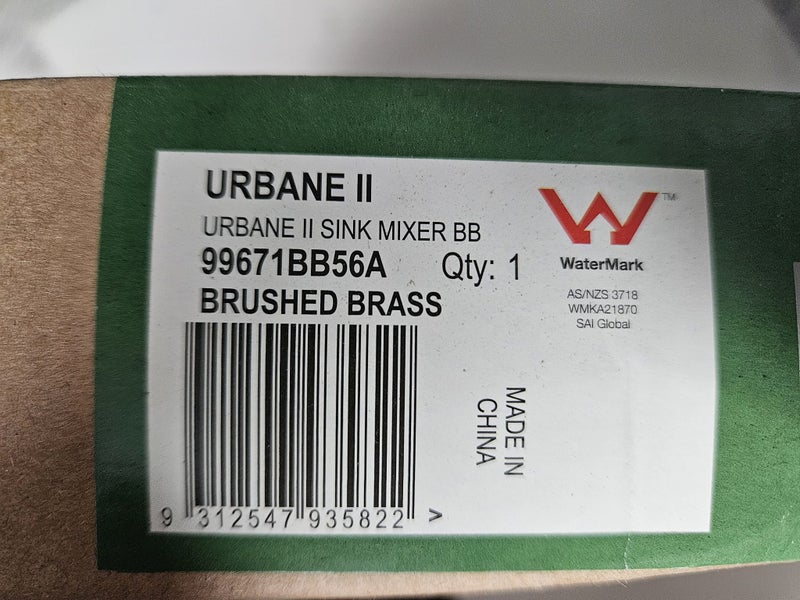 URBANE II
URBANE II SINK MIXER BB
99671BB56A Qty: 1
BRUSHED BRASS
9 312547 935822 >
MADE IN
CHINA
TM
WaterMark
AS/NZS 3718
WMKA21870
SAI Global